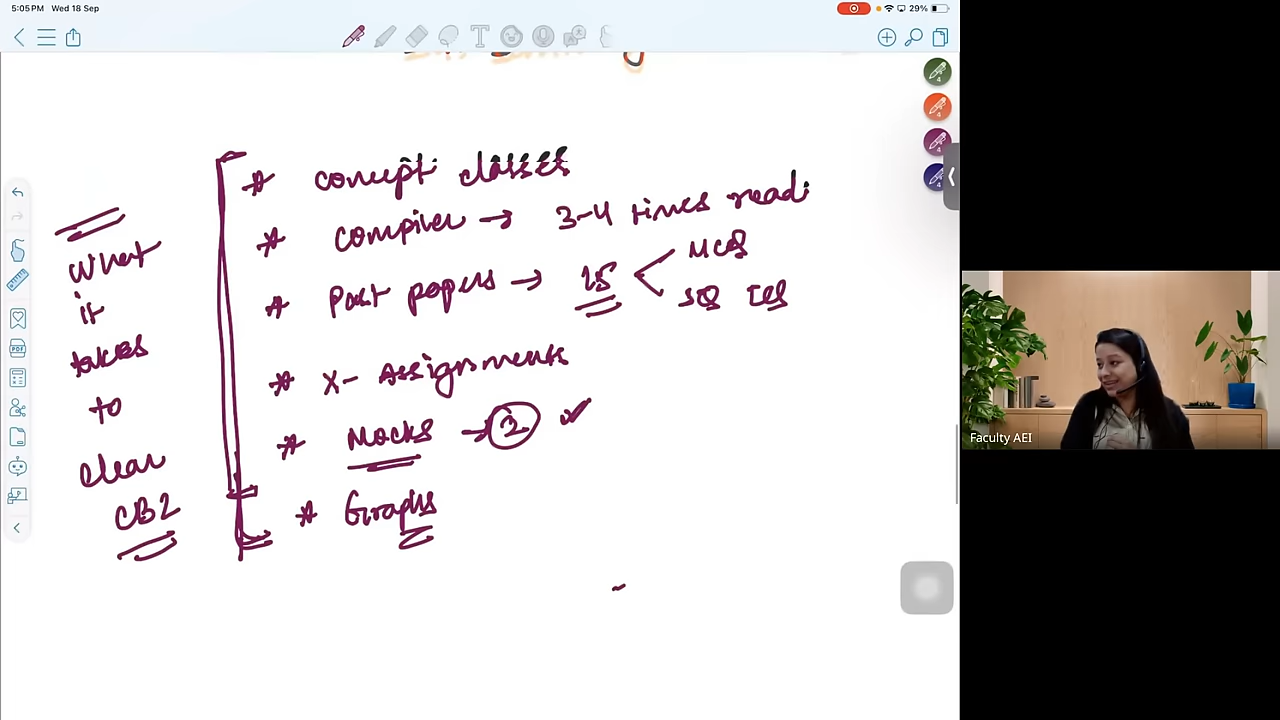 5:05 PM Wed 18 Sep
29%
* concept classes
* Compiler → 3-4 times read
* Past papers → 15 < MCQ
SQ
* X- Assignments
* Mocks → 2 ✓
* Graphs
What
it
takes
to
clear
CB2
Faculty AEI